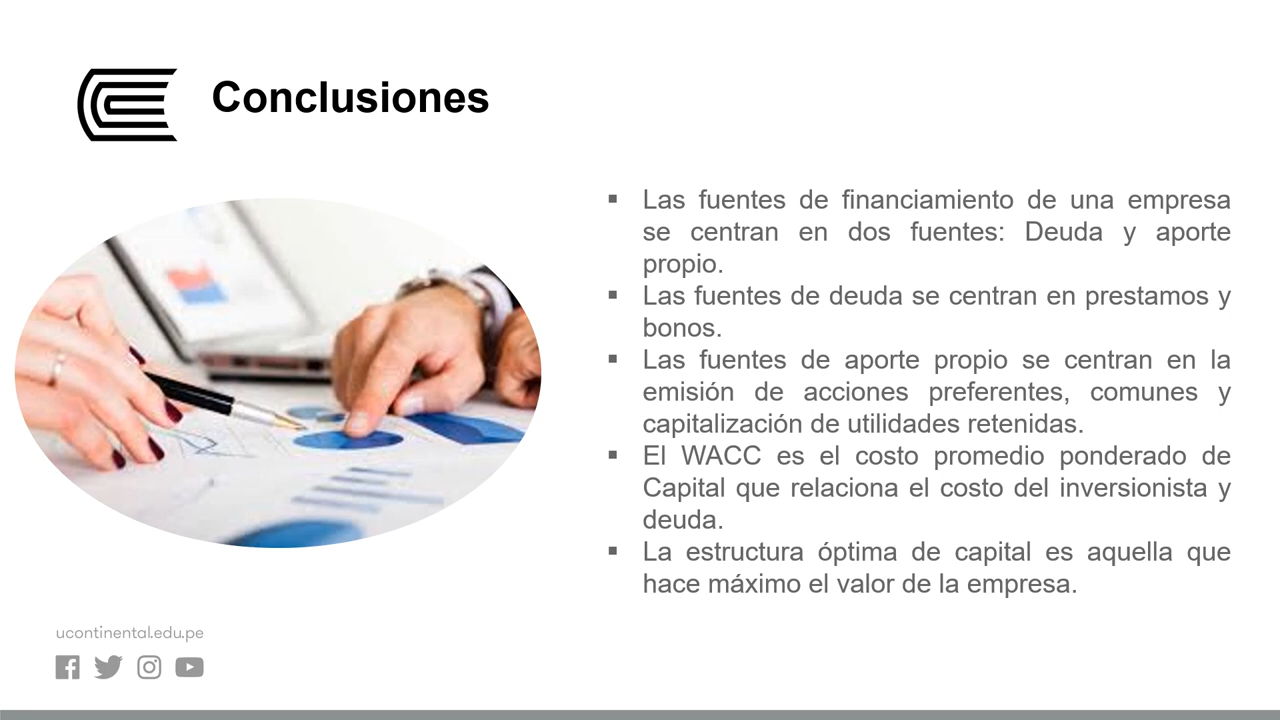 Conclusiones
▪ Las fuentes de financiamiento de una empresa
se centran en dos fuentes: Deuda y aporte
propio.
▪ Las fuentes de deuda se centran en prestamos y
bonos.
▪ Las fuentes de aporte propio se centran en la
emisión de acciones preferentes, comunes y
capitalización de utilidades retenidas.
▪ El WACC es el costo promedio ponderado de
Capital que relaciona el costo del inversionista y
deuda.
▪ La estructura óptima de capital es aquella que
hace máximo el valor de la empresa.
ucontinental.edu.pe